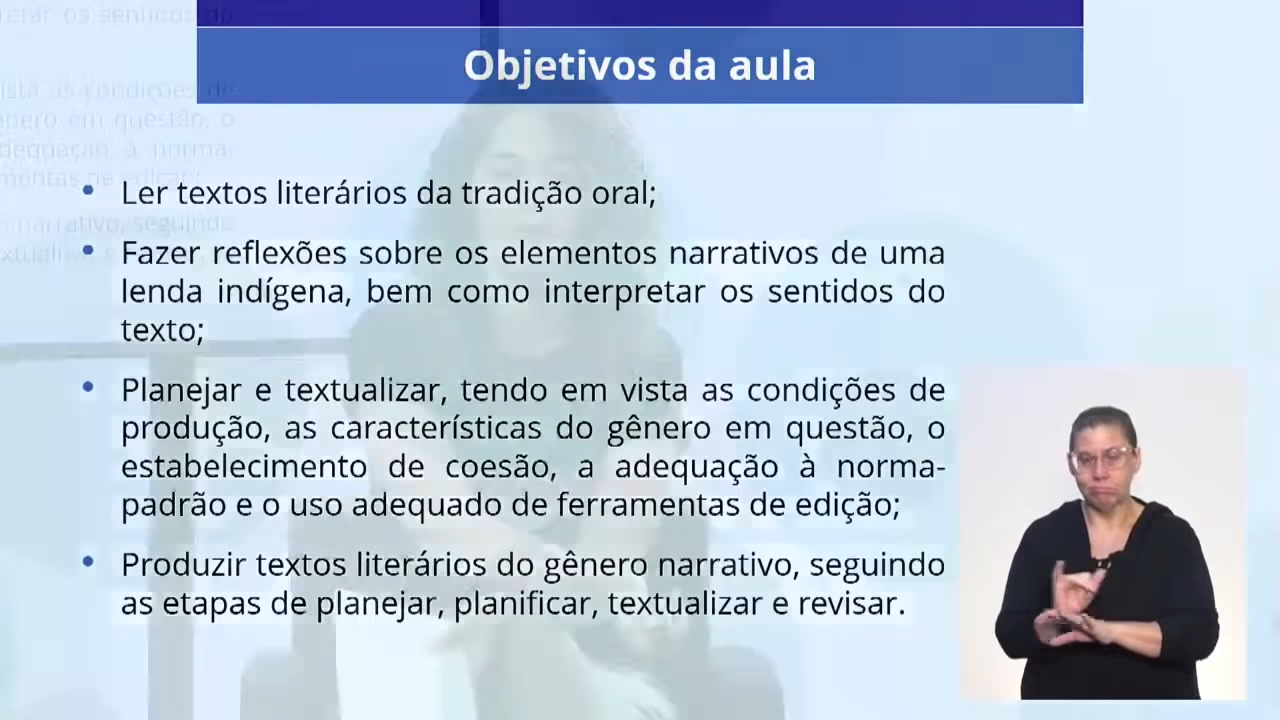 Objetivos da aula
• Ler textos literários da tradição oral;
• Fazer reflexões sobre os elementos narrativos de uma
lenda indígena, bem como interpretar os sentidos do
texto;
• Planejar e textualizar, tendo em vista as condições de
produção, as características do gênero em questão, o
estabelecimento de coesão, a adequação à norma-
padrão e o uso adequado de ferramentas de edição;
• Produzir textos literários do gênero narrativo, seguindo
as etapas de planejar, planificar, textualizar e revisar.